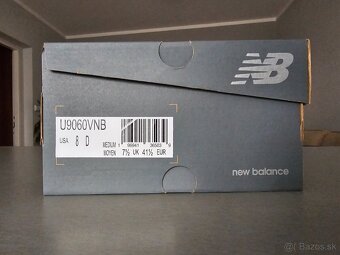 NB
U9060VNB
USA 8 D
MEDIUM
MOYEN 7½ UK 41½ EUR
new balance
Bazos.sk